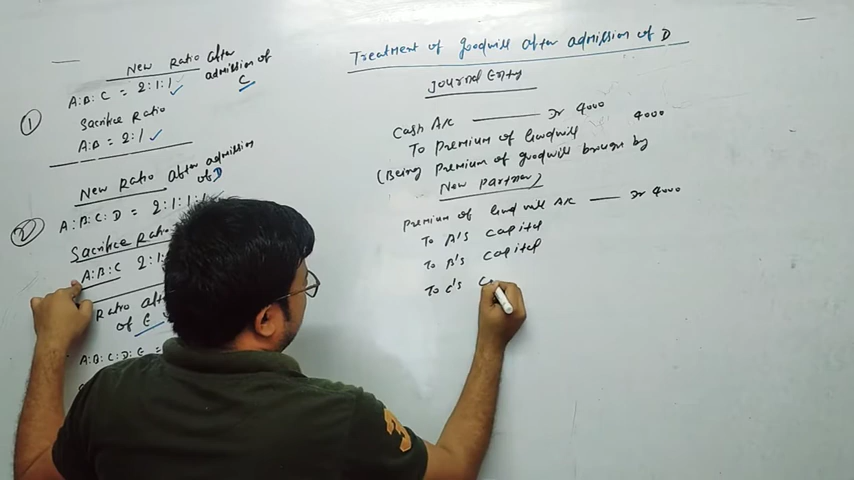 New Ratio after
admission of
C
A:B:C = 2:1:1
①
Sacrifice Ratio
A:B = 2:1
New Ratio after admission
of D
②
A:B:C:D = 2:1:1:1
Sacrifice Ratio
A:B:C 2:1:
Ratio after
of E
A:B:C:D:E =
Treatment of goodwill after admission of D
Journal Entry
Cash A/c Dr 4000
To Premium of Goodwill 4000
(Being Premium of goodwill brought by
New Partner)
Premium of Goodwill A/c Dr 4000
To A's Capital
To B's Capital
To C's C
3